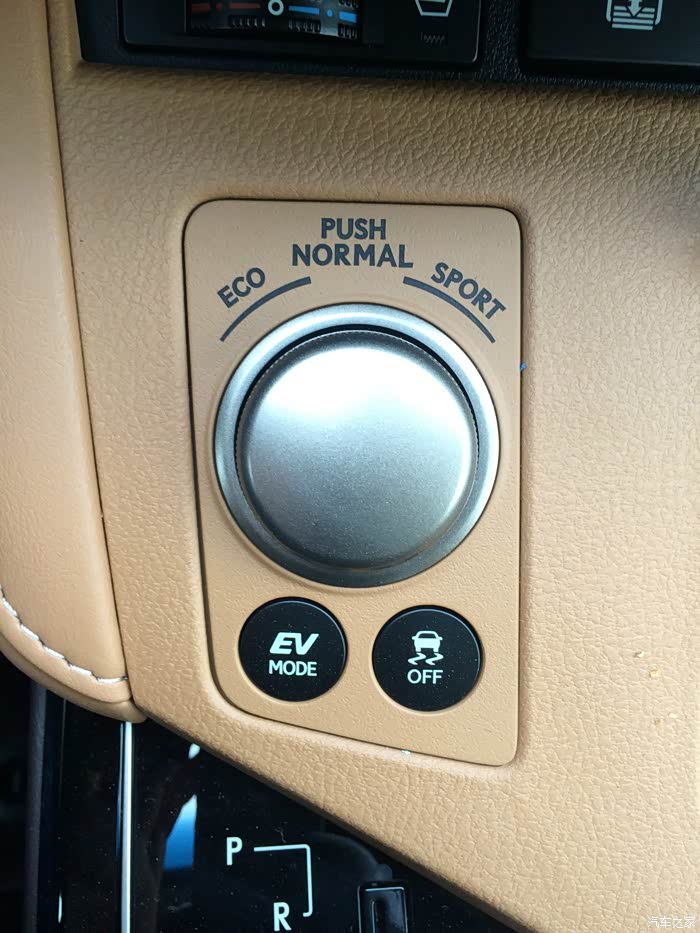 PUSH
NORMAL
ECO
SPORT
EV
MODE
OFF
P
R
汽车之家